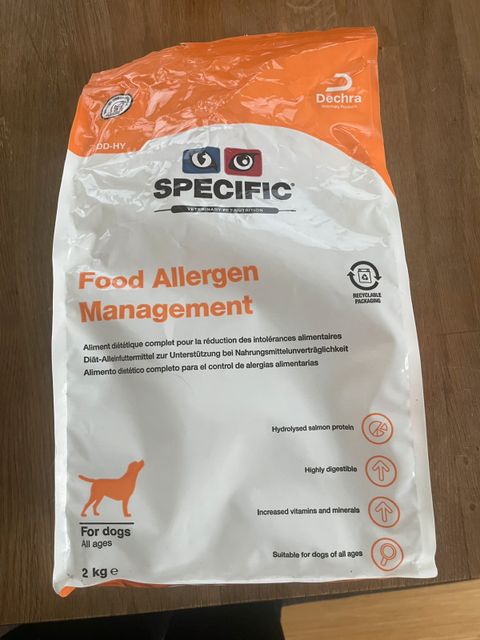 Dechra
Veterinary Products
DD-HY
SPECIFIC
VETERINARY PET NUTRITION
Food Allergen
Management
RECYCLABLE
PACKAGING
Aliment diététique complet pour la réduction des intolérances alimentaires
Diät-Alleinfuttermittel zur Unterstützung bei Nahrungsmittelunverträglichkeit
Alimento dietético completo para el control de alergias alimentarias
Hydrolysed salmon protein
Highly digestible
Increased vitamins and minerals
Suitable for dogs of all ages
For dogs
All ages
2 kg e